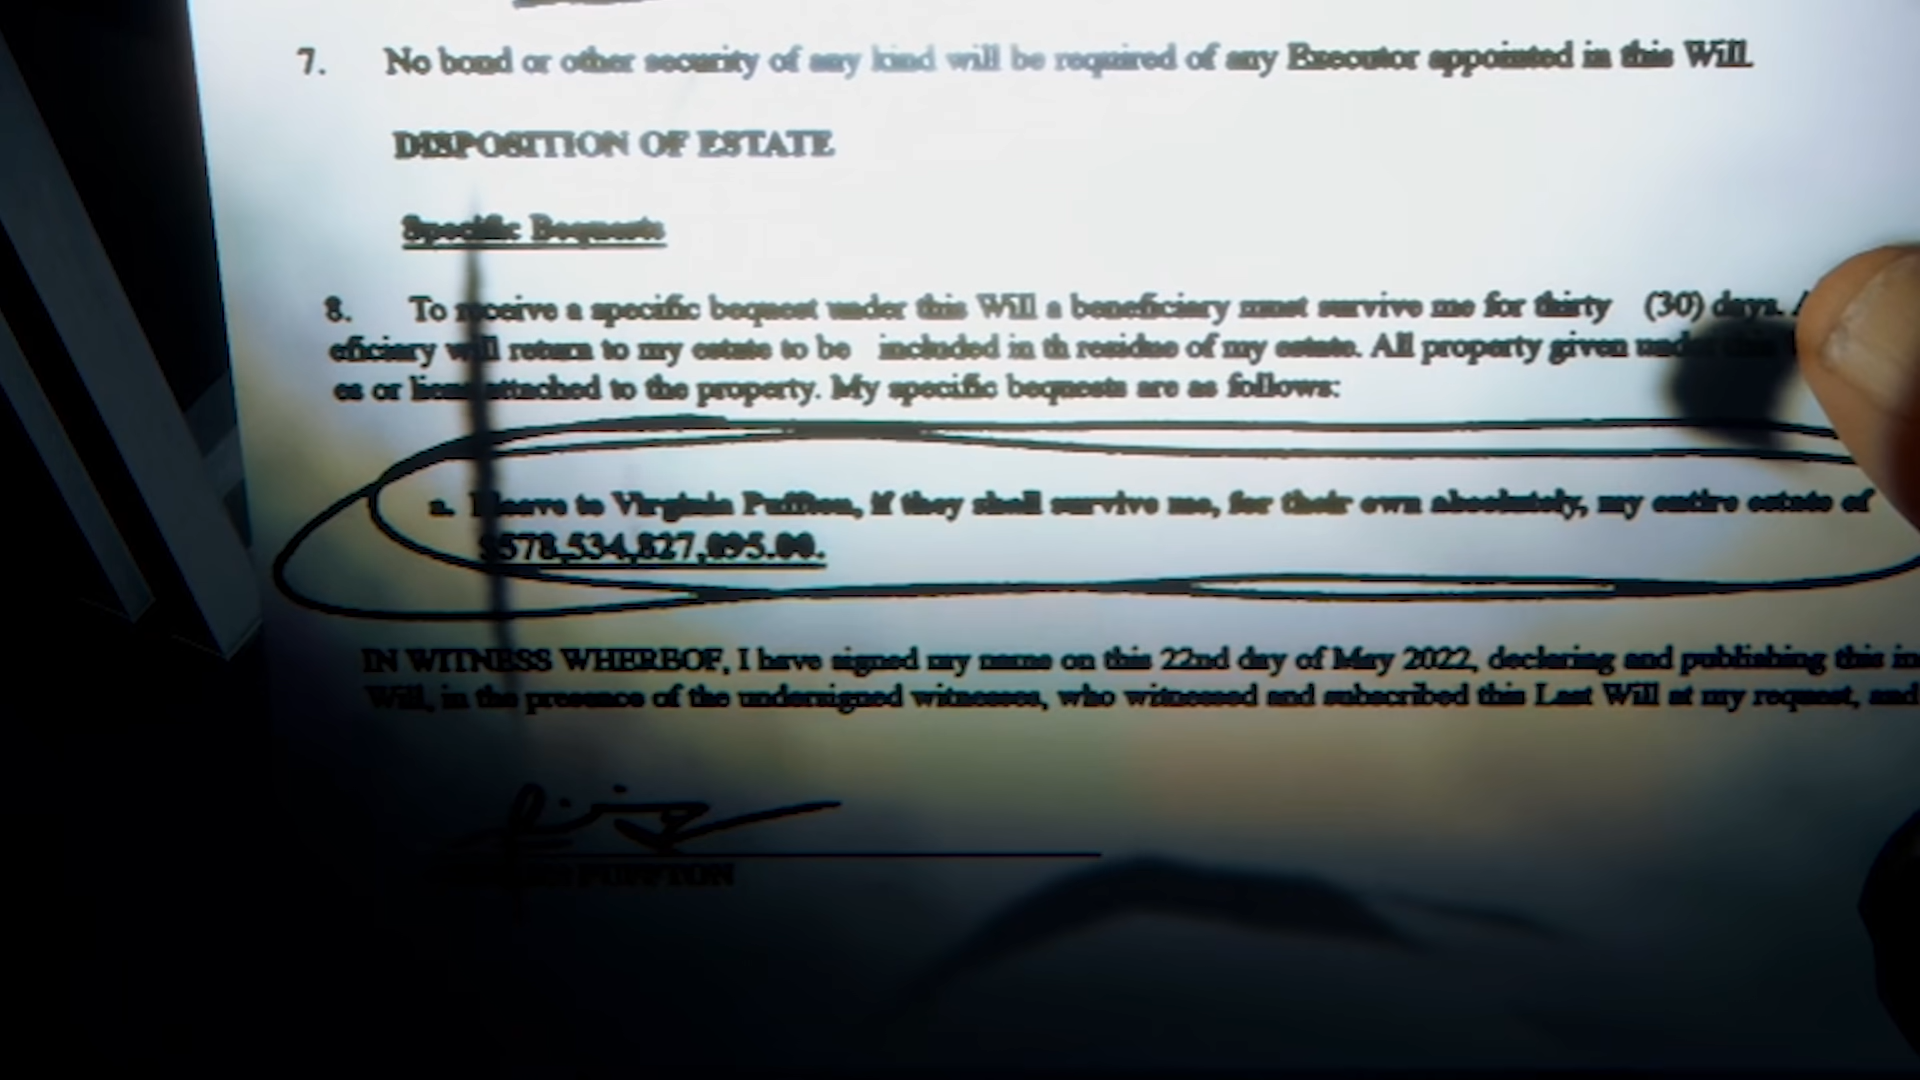 7. No bond or other security of any kind will be required of any Executor appointed in this Will.
DISPOSITION OF ESTATE
Specific Bequests
8. To receive a specific bequest under this Will a beneficiary must survive me for thirty (30) days.
eficiary will return to my estate to be included in th residue of my estate. All property given under this
es or liens attached to the property. My specific bequests are as follows:
a. I leave to Virginia Puffton, if they shall survive me, for their own absolutely, my entire estate of
$578,534,827,095.00.
IN WITNESS WHEREOF, I have signed my name on this 22nd day of May 2022, declaring and publishing this in
Will, in the presence of the undersigned witnesses, who witnessed and subscribed this Last Will at my request, and
PUFFTON